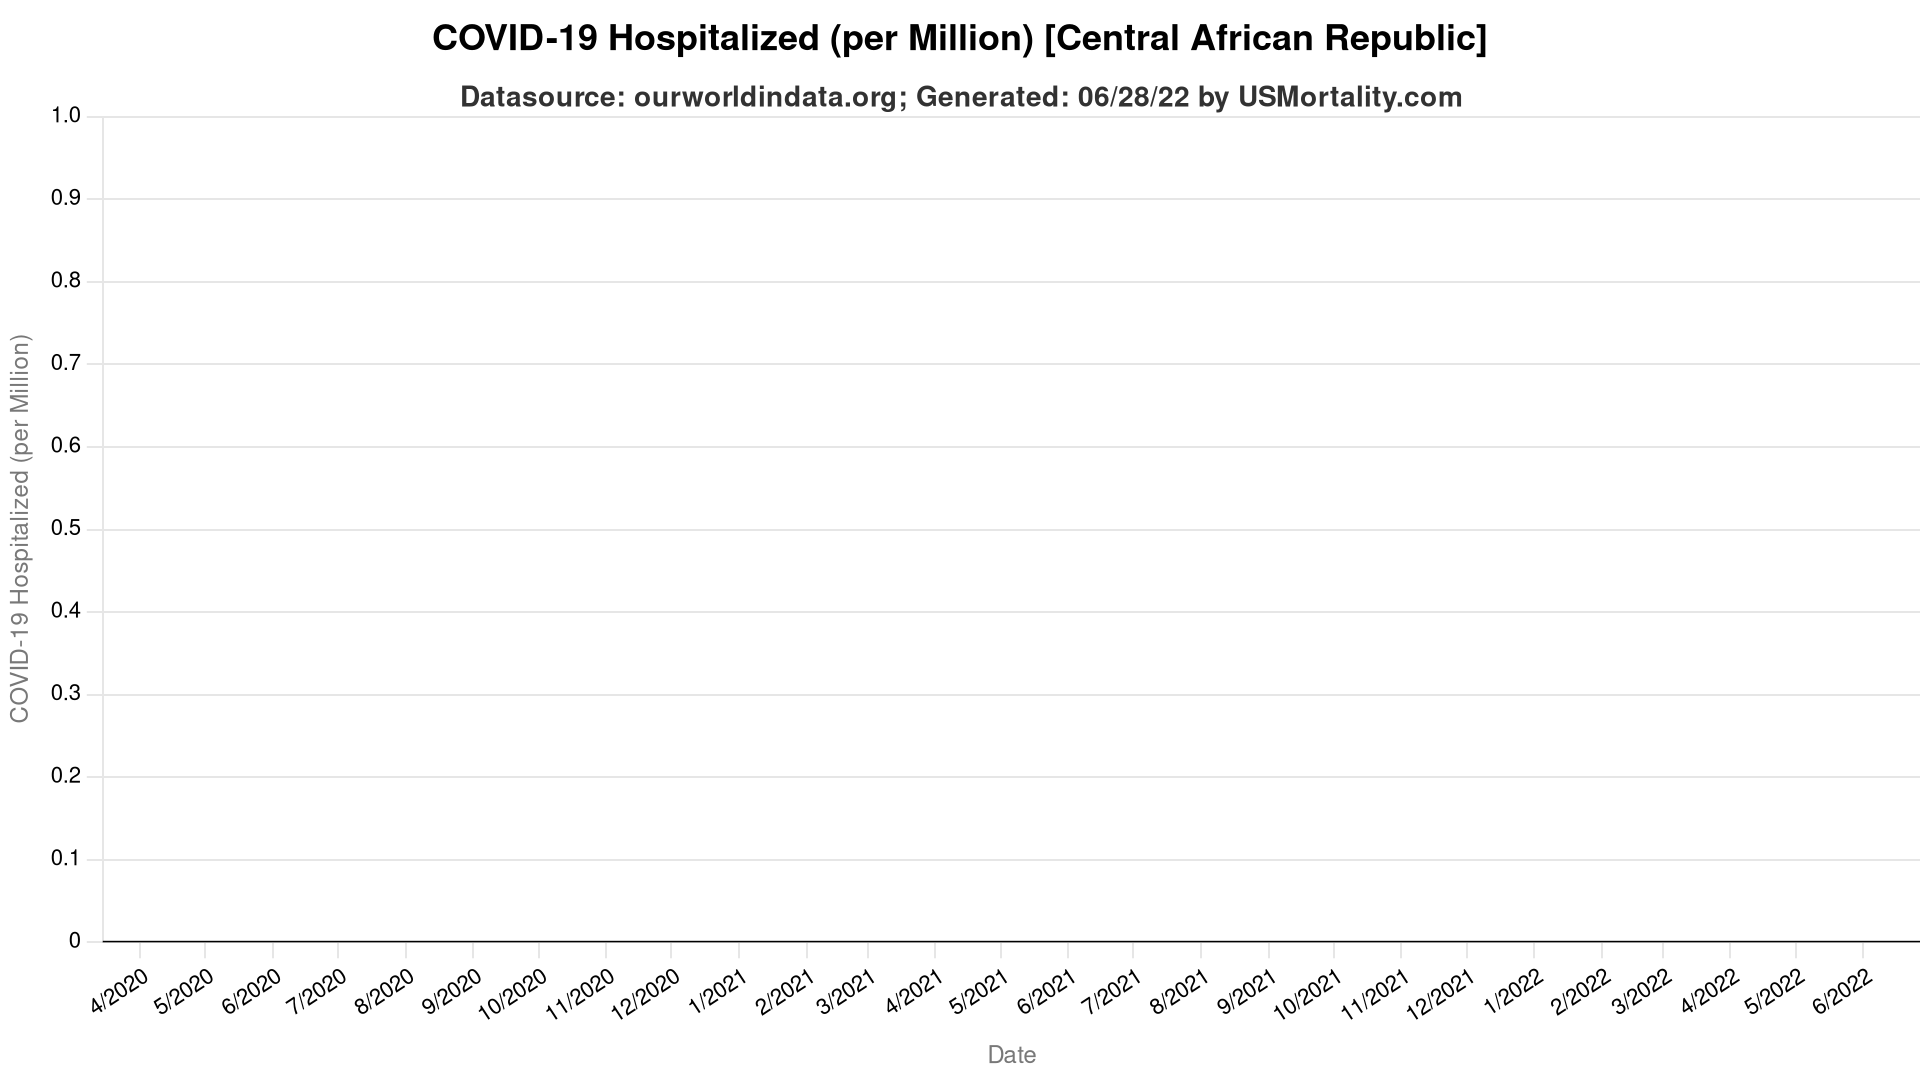 COVID-19 Hospitalized (per Million) [Central African Republic]
Datasource: ourworldindata.org; Generated: 06/28/22 by USMortality.com
1.0
0.9
0.8
0.7
0.6
0.5
0.4
0.3
0.2
0.1
0
COVID-19 Hospitalized (per Million)
4/2020 5/2020 6/2020 7/2020 8/2020 9/2020 10/2020 11/2020 12/2020 1/2021 2/2021 3/2021 4/2021 5/2021 6/2021 7/2021 8/2021 9/2021 10/2021 11/2021 12/2021 1/2022 2/2022 3/2022 4/2022 5/2022 6/2022
Date